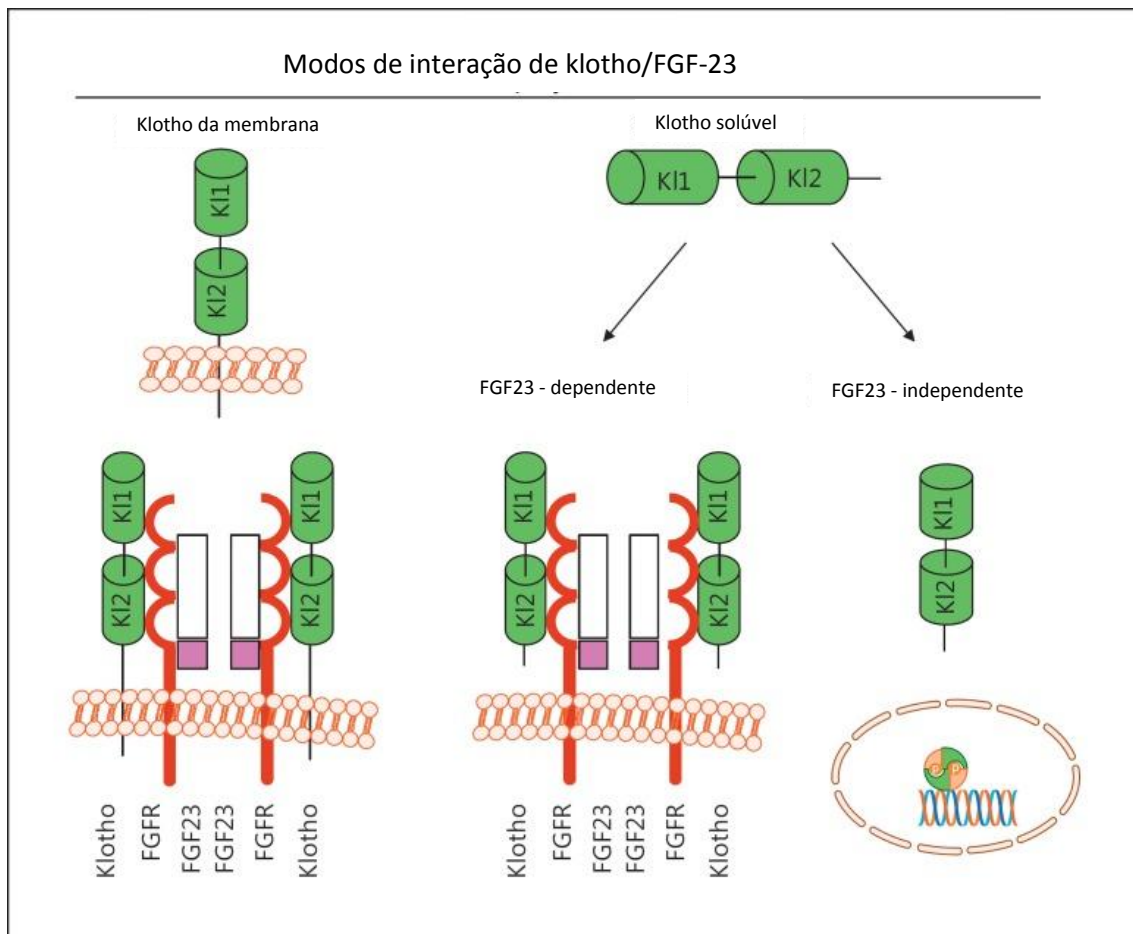 Modos de interação de klotho/FGF-23
Klotho da membrana
Kl1
Kl2
Klotho solúvel
Kl1
Kl2
FGF23 - dependente
FGF23 - independente
Kl1
Kl2
Kl1
Kl2
Kl1
Kl2
Kl1
Kl2
Kl1
Kl2
P
P
Klotho
FGFR
FGF23
FGF23
FGFR
Klotho
Klotho
FGFR
FGF23
FGF23
FGFR
Klotho